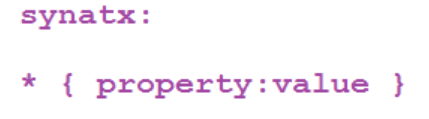 synatx:
* { property:value }